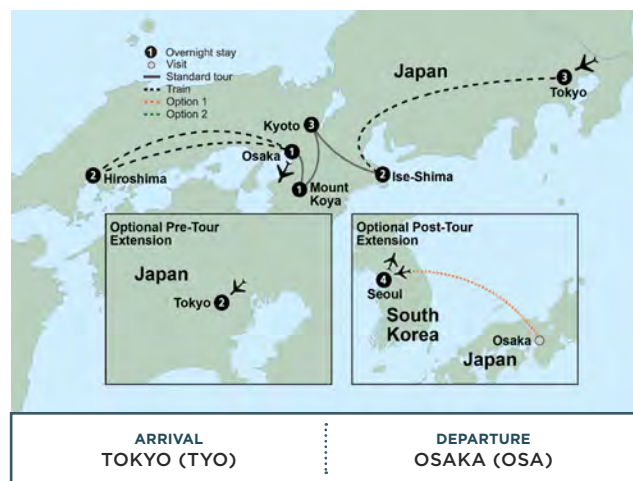 1 Overnight stay
Visit
Standard tour
Train
Option 1
Option 2
Japan
3
Tokyo
Kyoto 3
Osaka 1
2 Hiroshima
1 Mount
Koya
2 Ise-Shima
Optional Pre-Tour
Extension
Japan
Tokyo 2
Optional Post-Tour
Extension
4
Seoul
South
Korea
Osaka
Japan
ARRIVAL
TOKYO (TYO)
DEPARTURE
OSAKA (OSA)